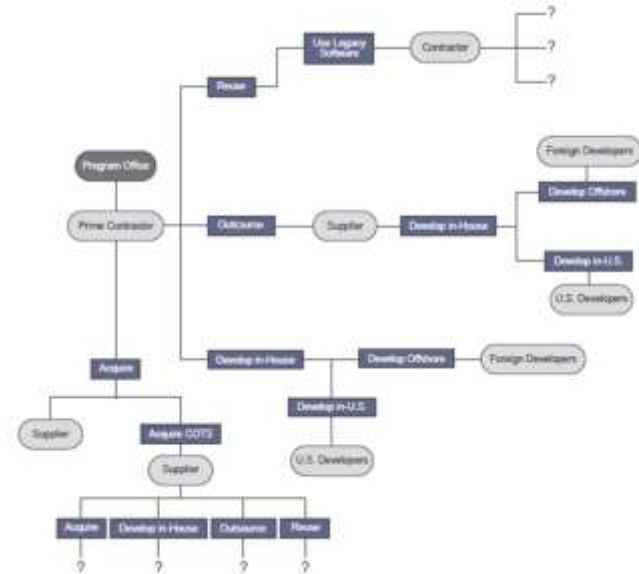 ?
Use Legacy
Software
Contractor
?
Reuse
?
Foreign Developers
Program Office
Develop Offshore
Prime Contractor
Outsource
Supplier
Develop in-House
Develop in-U.S.
U.S. Developers
Acquire
Develop in-House
Develop Offshore
Foreign Developers
Develop in-U.S.
Supplier
Acquire COTS
Supplier
U.S. Developers
Acquire
Develop in-House
Outsource
Reuse
?
?
?
?